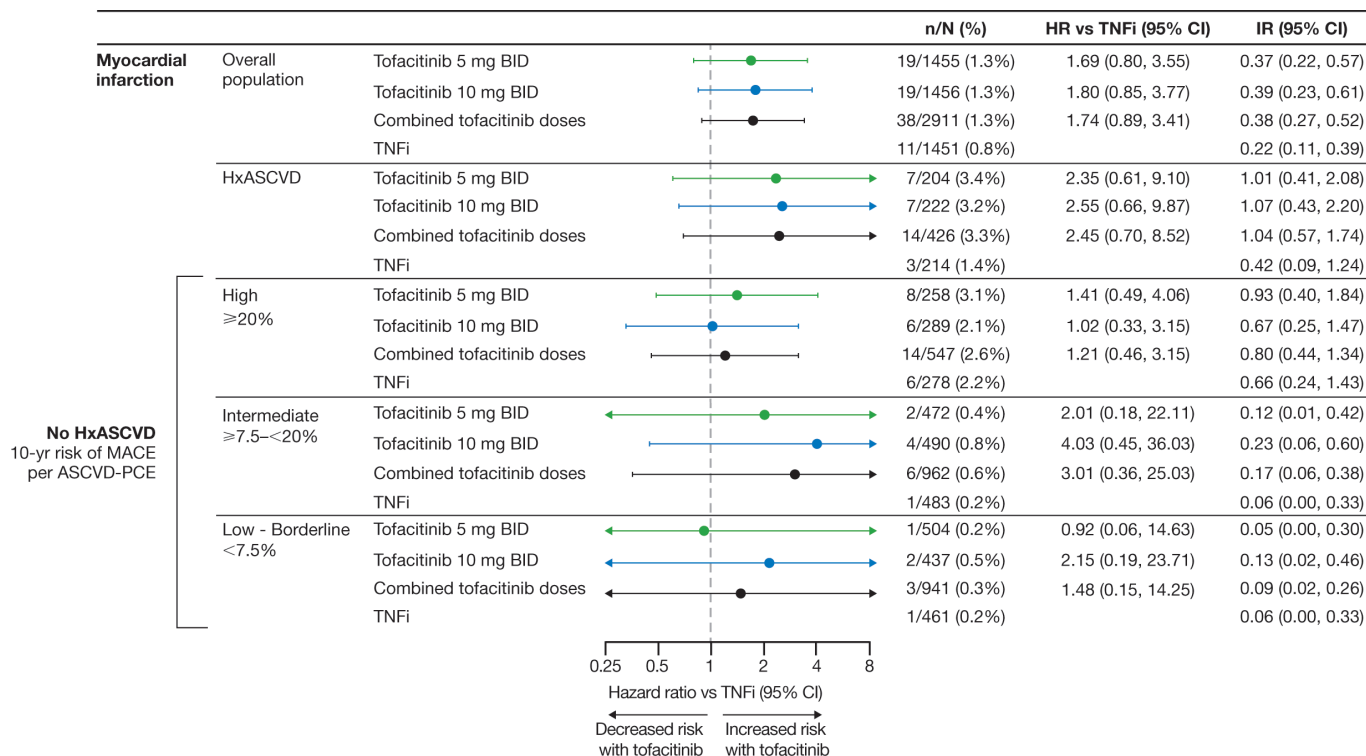 n/N (%) HR vs TNFi (95% CI) IR (95% CI)
Myocardial infarction
Overall population
Tofacitinib 5 mg BID 19/1455 (1.3%) 1.69 (0.80, 3.55) 0.37 (0.22, 0.57)
Tofacitinib 10 mg BID 19/1456 (1.3%) 1.80 (0.85, 3.77) 0.39 (0.23, 0.61)
Combined tofacitinib doses 38/2911 (1.3%) 1.74 (0.89, 3.41) 0.38 (0.27, 0.52)
TNFi 11/1451 (0.8%) 0.22 (0.11, 0.39)
HxASCVD
Tofacitinib 5 mg BID 7/204 (3.4%) 2.35 (0.61, 9.10) 1.01 (0.41, 2.08)
Tofacitinib 10 mg BID 7/222 (3.2%) 2.55 (0.66, 9.87) 1.07 (0.43, 2.20)
Combined tofacitinib doses 14/426 (3.3%) 2.45 (0.70, 8.52) 1.04 (0.57, 1.74)
TNFi 3/214 (1.4%) 0.42 (0.09, 1.24)
No HxASCVD
10-yr risk of MACE
per ASCVD-PCE
High
⩾20%
Tofacitinib 5 mg BID 8/258 (3.1%) 1.41 (0.49, 4.06) 0.93 (0.40, 1.84)
Tofacitinib 10 mg BID 6/289 (2.1%) 1.02 (0.33, 3.15) 0.67 (0.25, 1.47)
Combined tofacitinib doses 14/547 (2.6%) 1.21 (0.46, 3.15) 0.80 (0.44, 1.34)
TNFi 6/278 (2.2%) 0.66 (0.24, 1.43)
Intermediate
⩾7.5–<20%
Tofacitinib 5 mg BID 2/472 (0.4%) 2.01 (0.18, 22.11) 0.12 (0.01, 0.42)
Tofacitinib 10 mg BID 4/490 (0.8%) 4.03 (0.45, 36.03) 0.23 (0.06, 0.60)
Combined tofacitinib doses 6/962 (0.6%) 3.01 (0.36, 25.03) 0.17 (0.06, 0.38)
TNFi 1/483 (0.2%) 0.06 (0.00, 0.33)
Low - Borderline
<7.5%
Tofacitinib 5 mg BID 1/504 (0.2%) 0.92 (0.06, 14.63) 0.05 (0.00, 0.30)
Tofacitinib 10 mg BID 2/437 (0.5%) 2.15 (0.19, 23.71) 0.13 (0.02, 0.46)
Combined tofacitinib doses 3/941 (0.3%) 1.48 (0.15, 14.25) 0.09 (0.02, 0.26)
TNFi 1/461 (0.2%) 0.06 (0.00, 0.33)
0.25 0.5 1 2 4 8
Hazard ratio vs TNFi (95% CI)
Decreased risk with tofacitinib
Increased risk with tofacitinib